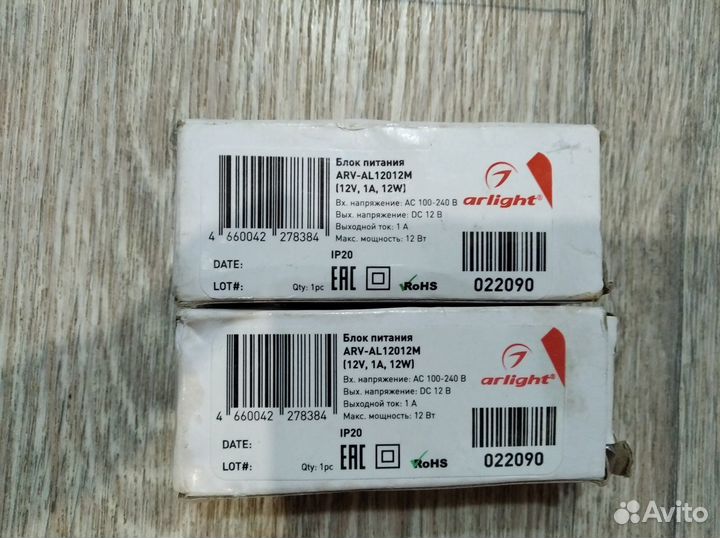 Блок питания
ARV-AL12012M
(12V, 1A, 12W)
Вх. напряжение: AC 100-240 В
Вых. напряжение: DC 12 В
Выходной ток: 1 А
Макс. мощность: 12 Вт
arlight®
4 660042 278384
IP20
DATE:
LOT#:
Qty: 1pc
EAC
RoHS
022090
Блок питания
ARV-AL12012M
(12V, 1A, 12W)
Вх. напряжение: AC 100-240 В
Вых. напряжение: DC 12 В
Выходной ток: 1 А
Макс. мощность: 12 Вт
arlight®
4 660042 278384
IP20
DATE:
LOT#:
Qty: 1pc
EAC
RoHS
022090
Avito